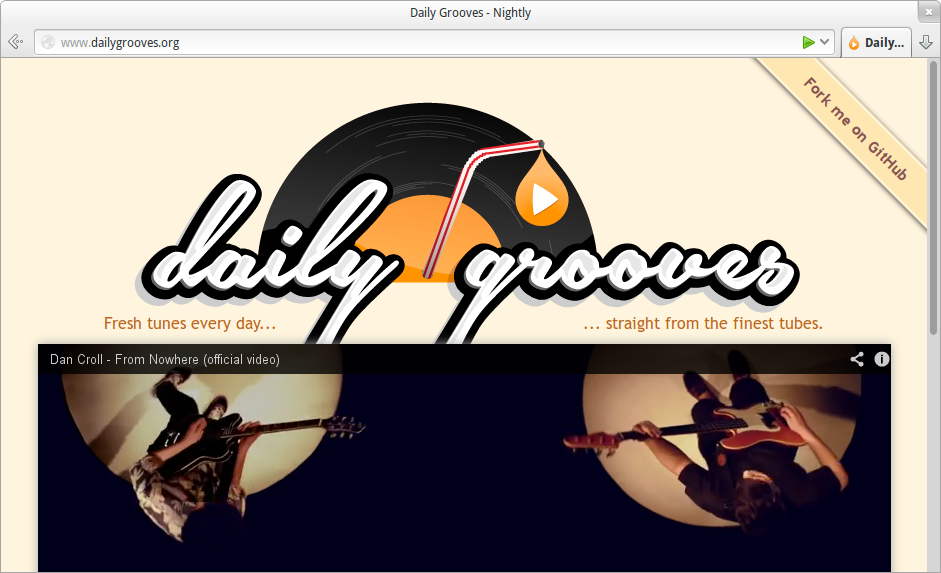 Daily Grooves - Nightly
www.dailygrooves.org
Daily...
Fork me on GitHub
daily grooves
Fresh tunes every day...
... straight from the finest tubes.
Dan Croll - From Nowhere (official video)